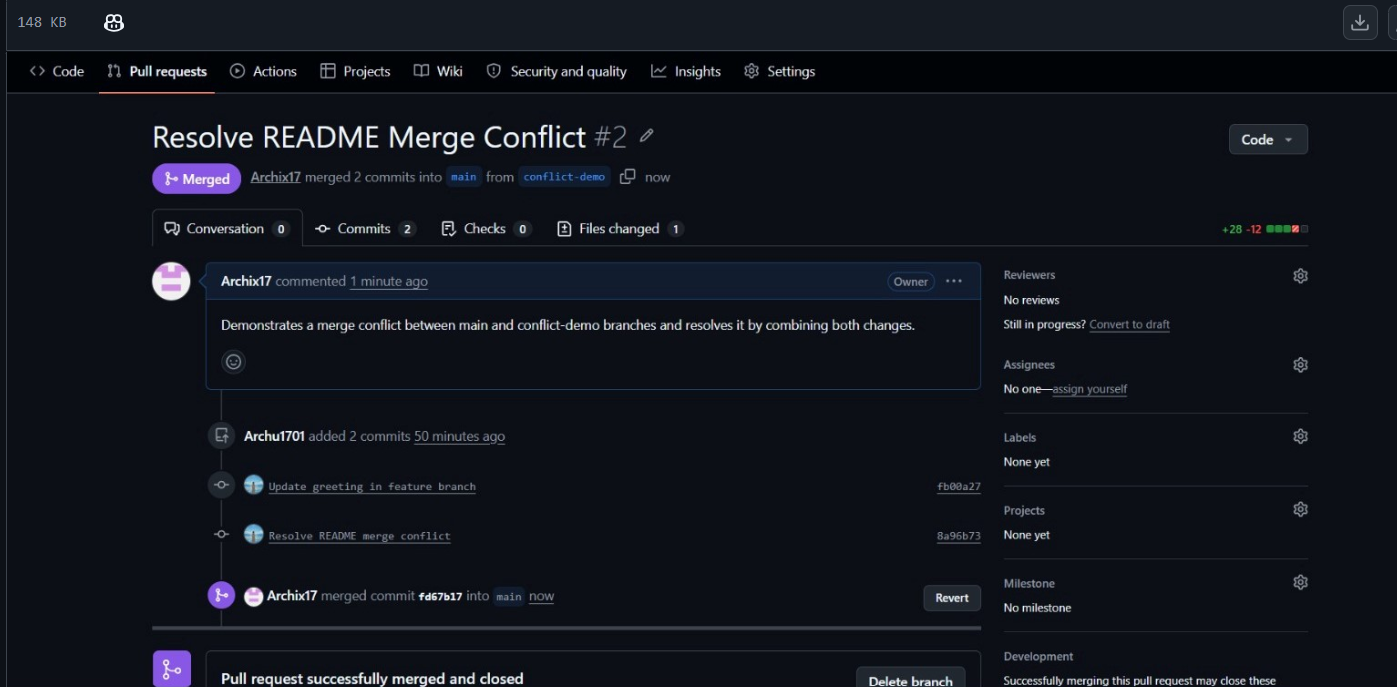 148 KB
Code Pull requests Actions Projects Wiki Security and quality Insights Settings
Resolve README Merge Conflict #2
Code
Merged Archix17 merged 2 commits into main from conflict-demo now
Conversation 0 Commits 2 Checks 0 Files changed 1
+28 -12
Archix17 commented 1 minute ago
Owner
Demonstrates a merge conflict between main and conflict-demo branches and resolves it by combining both changes.
Archu1701 added 2 commits 50 minutes ago
Update greeting in feature branch fb00a27
Resolve README merge conflict 8a96b73
Archix17 merged commit fd67b17 into main now
Revert
Pull request successfully merged and closed
Delete branch
Reviewers
No reviews
Still in progress? Convert to draft
Assignees
No one—assign yourself
Labels
None yet
Projects
None yet
Milestone
No milestone
Development
Successfully merging this pull request may close these